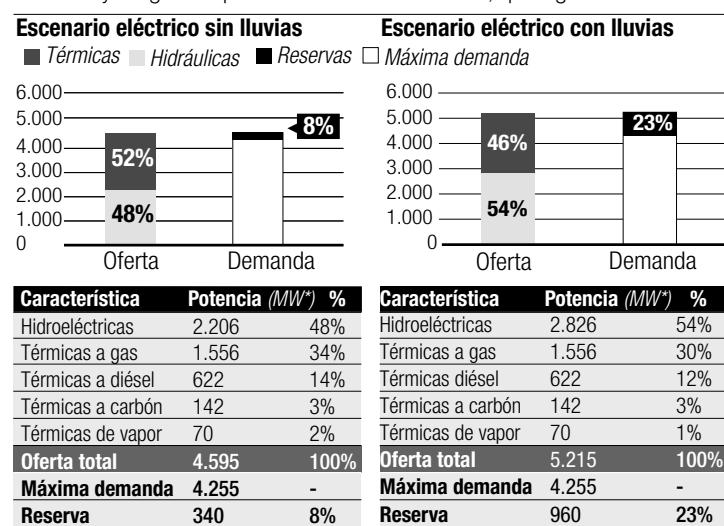 Escenario eléctrico sin lluvias
Térmicas Hidráulicas Reservas Máxima demanda
6.000
5.000
4.000
3.000
2.000
1.000
0
52%
48%
8%
Oferta Demanda
Característica Potencia (MW*) %
Hidroeléctricas 2.206 48%
Térmicas a gas 1.556 34%
Térmicas a diésel 622 14%
Térmicas a carbón 142 3%
Térmicas de vapor 70 2%
Oferta total 4.595 100%
Máxima demanda 4.255 -
Reserva 340 8%
Escenario eléctrico con lluvias
6.000
5.000
4.000
3.000
2.000
1.000
0
46%
54%
23%
Oferta Demanda
Característica Potencia (MW*) %
Hidroeléctricas 2.826 54%
Térmicas a gas 1.556 30%
Térmicas diésel 622 12%
Térmicas a carbón 142 3%
Térmicas de vapor 70 1%
Oferta total 5.215 100%
Máxima demanda 4.255 -
Reserva 960 23%